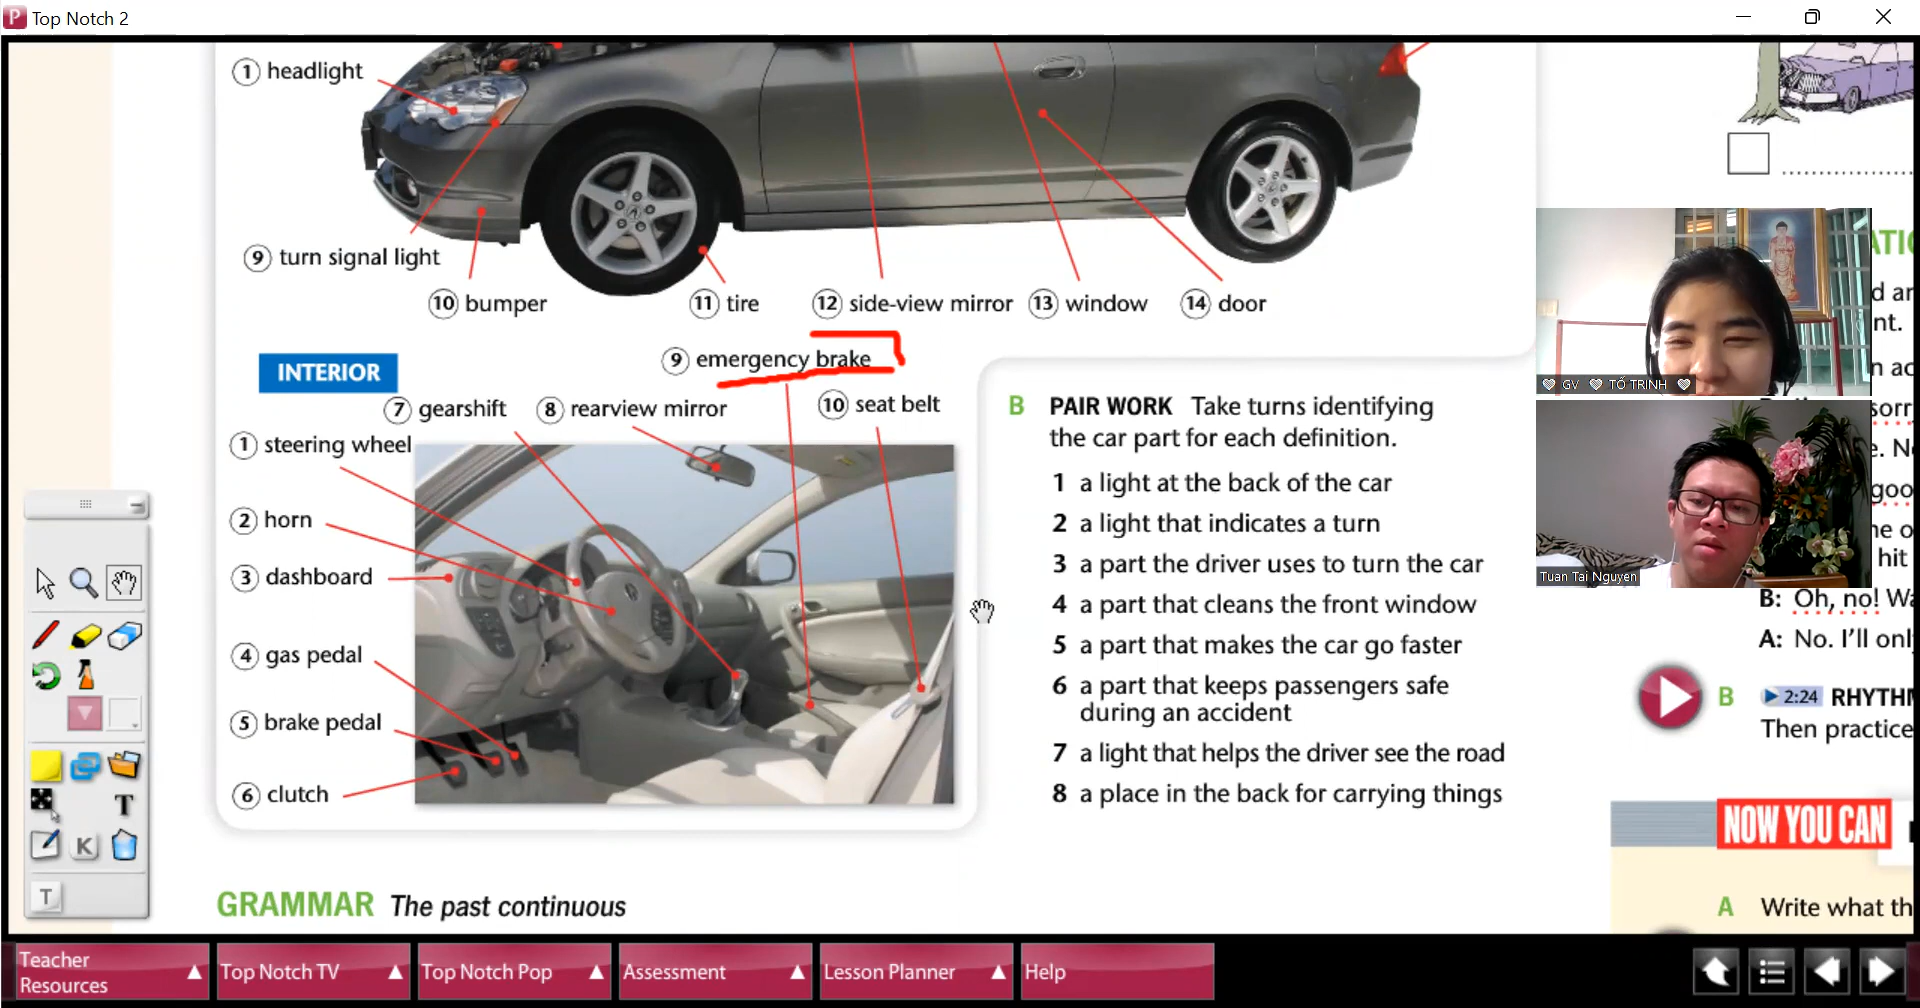 Top Notch 2
1 headlight
9 turn signal light
10 bumper
11 tire
12 side-view mirror
13 window
14 door
INTERIOR
9 emergency brake
7 gearshift
8 rearview mirror
10 seat belt
1 steering wheel
2 horn
3 dashboard
4 gas pedal
5 brake pedal
6 clutch
B PAIR WORK Take turns identifying
the car part for each definition.
1 a light at the back of the car
2 a light that indicates a turn
3 a part the driver uses to turn the car
4 a part that cleans the front window
5 a part that makes the car go faster
6 a part that keeps passengers safe
during an accident
7 a light that helps the driver see the road
8 a place in the back for carrying things
GRAMMAR The past continuous
GV TỐ TRINH
Tuan Tai Nguyen
nt.
goo
hit
B: Oh, no! Wa
A: No. I'll onl
B 2:24 RHYTHM
Then practice
NOW YOU CAN
A Write what th
T
K
T
Teacher
Resources
Top Notch TV
Top Notch Pop
Assessment
Lesson Planner
Help